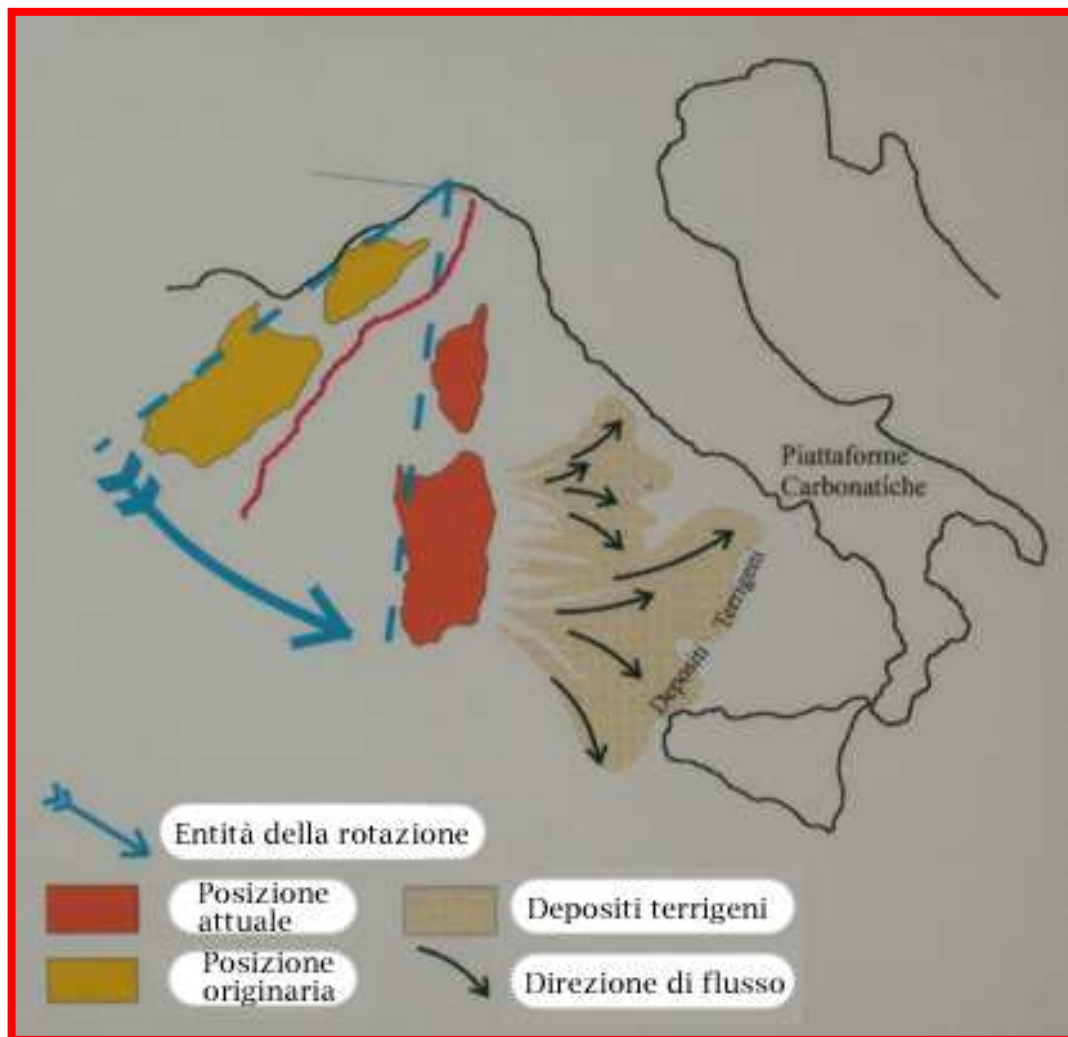 Piattaforme
Carbonatiche
Depositi Terrigeni
Entità della rotazione
Posizione
attuale
Posizione
originaria
Depositi terrigeni
Direzione di flusso